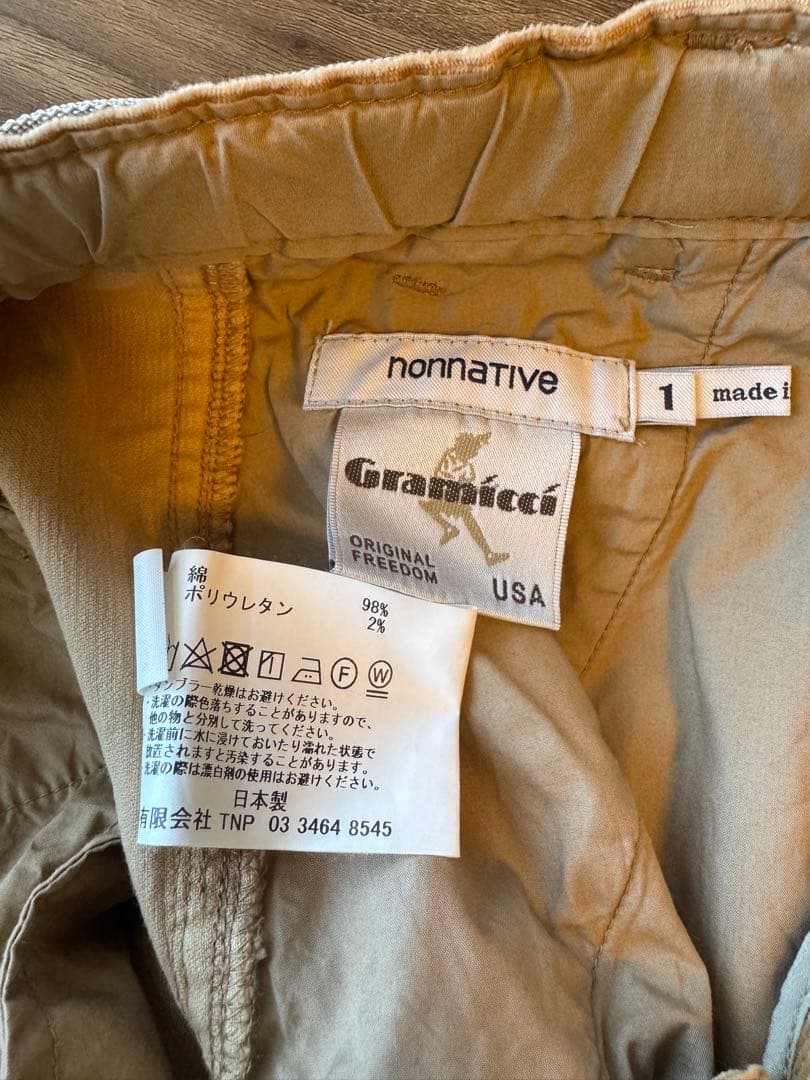 nonnative
1
made i
Gramicci
ORIGINAL
FREEDOM
USA
綿 98%
ポリウレタン 2%
F W
タンブラー乾燥はお避けください。
・洗濯の際色落ちすることがありますので、
他の物と分別して洗ってください。
・洗濯前に水に浸けておいたり濡れた状態で
放置されますと汚染することがあります。
・洗濯の際は漂白剤の使用はお避けください。
日本製
有限会社 TNP 03 3464 8545